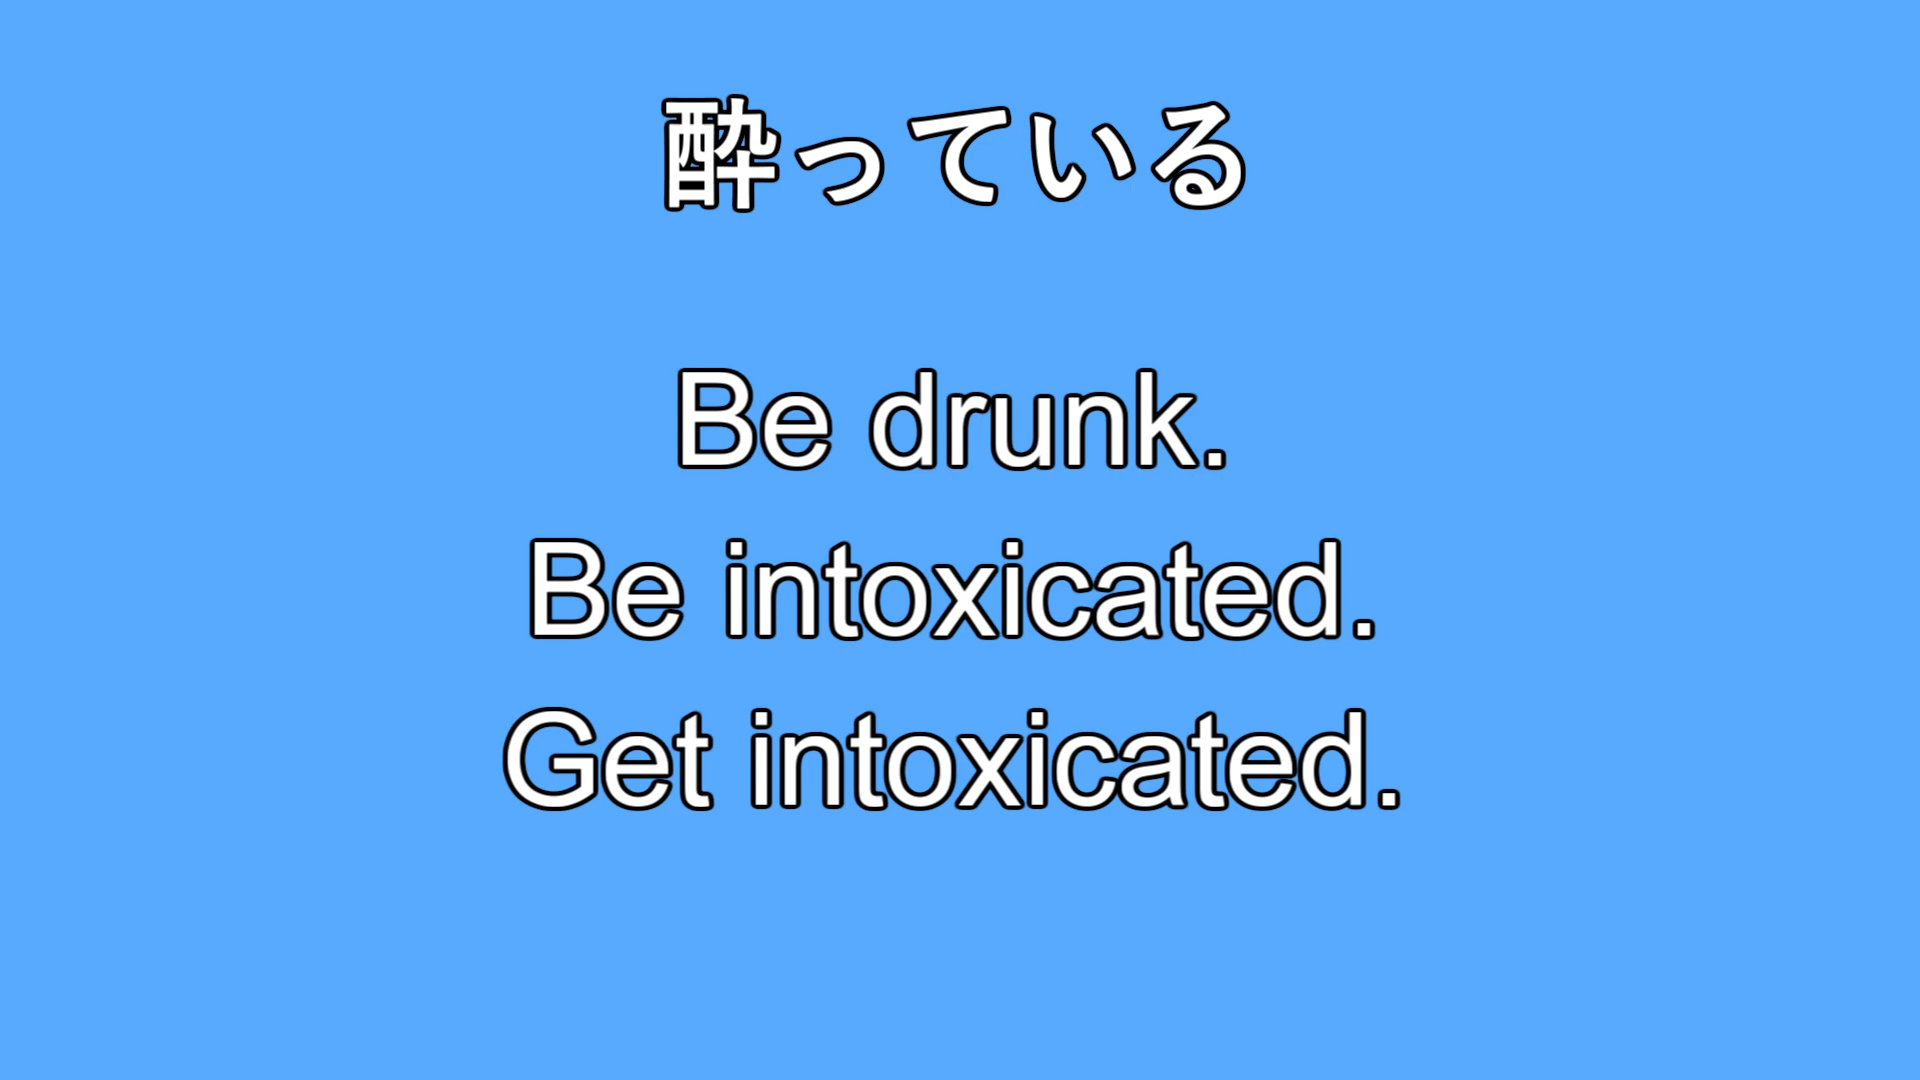 酔っている
Be drunk.
Be intoxicated.
Get intoxicated.